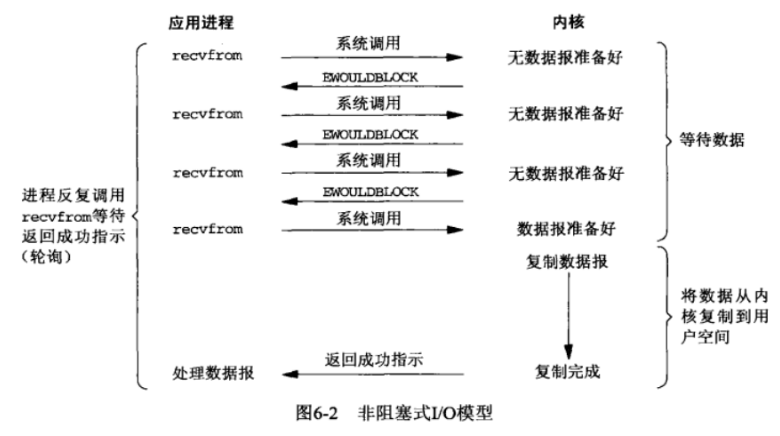 应用进程
内核
recvfrom
系统调用
无数据报准备好
EWOULDBLOCK
recvfrom
系统调用
无数据报准备好
EWOULDBLOCK
recvfrom
系统调用
无数据报准备好
EWOULDBLOCK
recvfrom
系统调用
数据报准备好
等待数据
进程反复调用
recvfrom等待
返回成功指示
（轮询）
复制数据报
将数据从内
核复制到用
户空间
处理数据报
返回成功指示
复制完成
图6-2 非阻塞式I/O模型